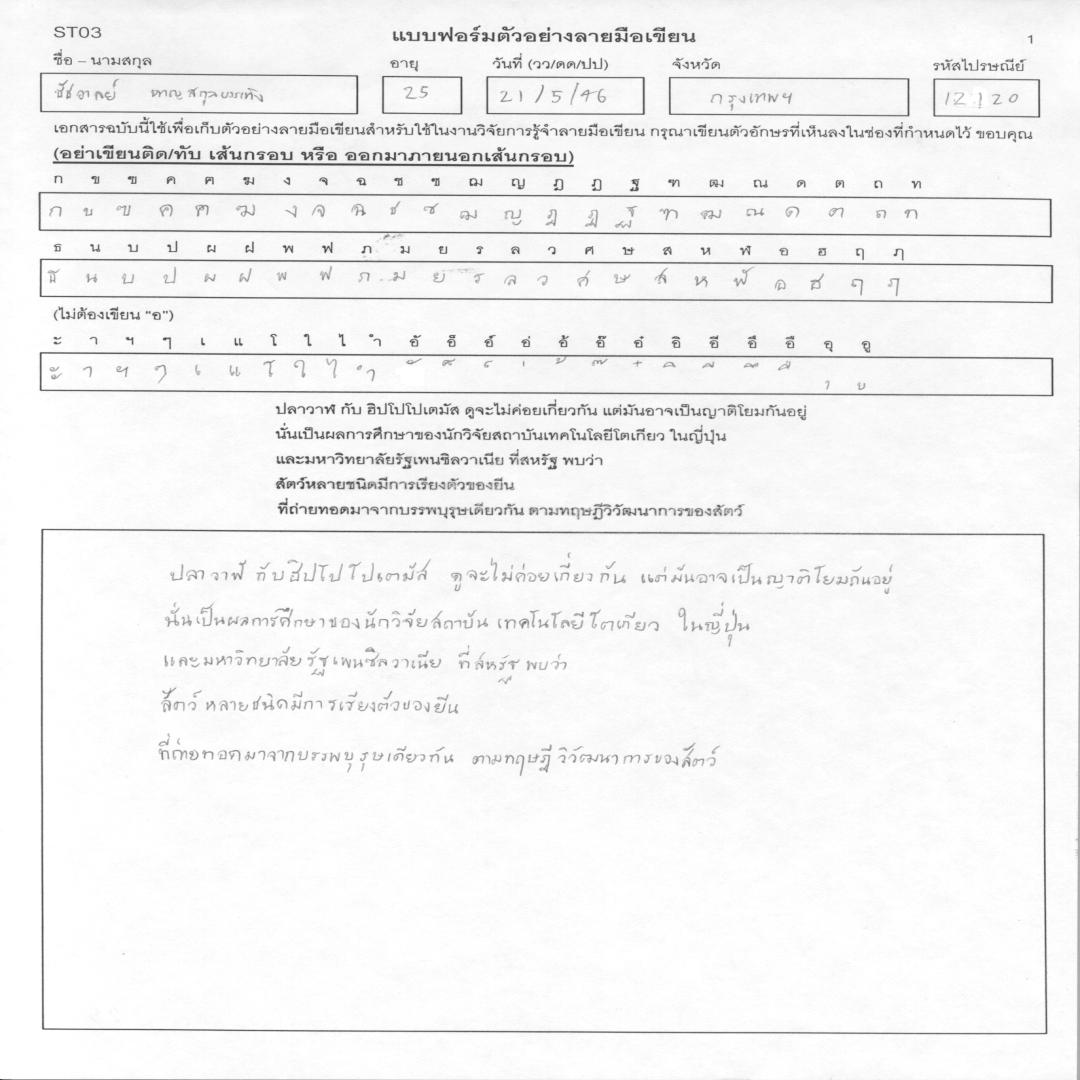 ST03
แบบฟอร์มตัวอย่างลายมือเขียน
1
ชื่อ – นามสกุล อายุ วันที่ (วว/ดด/ปป) จังหวัด รหัสไปรษณีย์
ชัชวาลย์ หาญสกุลบรรเทิง 25 21/5/46 กรุงเทพฯ 12120
เอกสารฉบับนี้ใช้เพื่อเก็บตัวอย่างลายมือเขียนสำหรับใช้ในงานวิจัยการรู้จำลายมือเขียน กรุณาเขียนตัวอักษรที่เห็นลงในช่องที่กำหนดไว้ ขอบคุณ
(อย่าเขียนติด/ทับ เส้นกรอบ หรือ ออกมาภายนอกเส้นกรอบ)
ก ข ฃ ค ฅ ฆ ง จ ฉ ช ซ ฌ ญ ฎ ฏ ฐ ฑ ฒ ณ ด ต ถ ท
ก ข ฃ ค ฅ ฆ ง จ ฉ ช ซ ฌ ญ ฎ ฏ ฐ ฑ ฒ ณ ด ต ถ ท
ธ น บ ป ผ ฝ พ ฟ ภ ม ย ร ล ว ศ ษ ส ห ฬ อ ฮ ฤ ฦ
ธ น บ ป ผ ฝ พ ฟ ภ ม ย ร ล ว ศ ษ ส ห ฬ อ ฮ ฤ ฦ
(ไม่ต้องเขียน "อ")
ะ า ฯ ๆ เ แ โ ใ ไ ำ อั อ็ อ์ อ่ อ้ อ๊ อ๋ อิ อี อึ อื อุ อู
ะ า ฯ ๆ เ แ โ ใ ไ ำ ั ็ ์ ่ ้ ๊ ๋ ิ ี ึ ื ุ ู
ปลาวาฬ กับ ฮิปโปโปเตมัส ดูจะไม่ค่อยเกี่ยวกัน แต่มันอาจเป็นญาติโยมกันอยู่
นั่นเป็นผลการศึกษาของนักวิจัยสถาบันเทคโนโลยีโตเกียว ในญี่ปุ่น
และมหาวิทยาลัยรัฐเพนซิลวาเนีย ที่สหรัฐ พบว่า
สัตว์หลายชนิดมีการเรียงตัวของยีน
ที่ถ่ายทอดมาจากบรรพบุรุษเดียวกัน ตามทฤษฎีวิวัฒนาการของสัตว์
ปลาวาฬ กับ ฮิปโปโปเตมัส ดูจะไม่ค่อยเกี่ยวกัน แต่มันอาจเป็นญาติโยมกันอยู่
นั่นเป็นผลการศึกษาของนักวิจัยสถาบัน เทคโนโลยีโตเกียว ในญี่ปุ่น
และมหาวิทยาลัยรัฐเพนซิลวาเนีย ที่สหรัฐ พบว่า
สัตว์ หลายชนิดมีการเรียงตัวของยีน
ที่ถ่ายทอดมาจากบรรพบุรุษเดียวกัน ตามทฤษฎีวิวัฒนาการของสัตว์